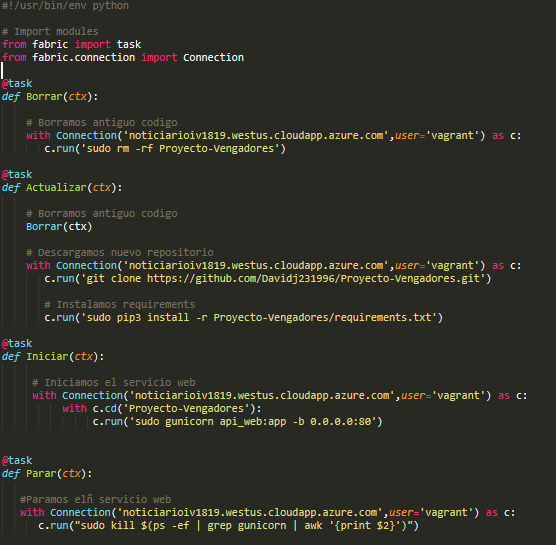 #!/usr/bin/env python
# Import modules
from fabric import task
from fabric.connection import Connection
@task
def Borrar(ctx):
# Borramos antiguo codigo
with Connection('noticiarioiv1819.westus.cloudapp.azure.com',user='vagrant') as c:
c.run('sudo rm -rf Proyecto-Vengadores')
@task
def Actualizar(ctx):
# Borramos antiguo codigo
Borrar(ctx)
# Descargamos nuevo repositorio
with Connection('noticiarioiv1819.westus.cloudapp.azure.com',user='vagrant') as c:
c.run('git clone https://github.com/Davidj231996/Proyecto-Vengadores.git')
# Instalamos requirements
c.run('sudo pip3 install -r Proyecto-Vengadores/requirements.txt')
@task
def Iniciar(ctx):
# Iniciamos el servicio web
with Connection('noticiarioiv1819.westus.cloudapp.azure.com',user='vagrant') as c:
with c.cd('Proyecto-Vengadores'):
c.run('sudo gunicorn api_web:app -b 0.0.0.0:80')
@task
def Parar(ctx):
#Paramos elñ servicio web
with Connection('noticiarioiv1819.westus.cloudapp.azure.com',user='vagrant') as c:
c.run("sudo kill $(ps -ef | grep gunicorn | awk '{print $2}')")